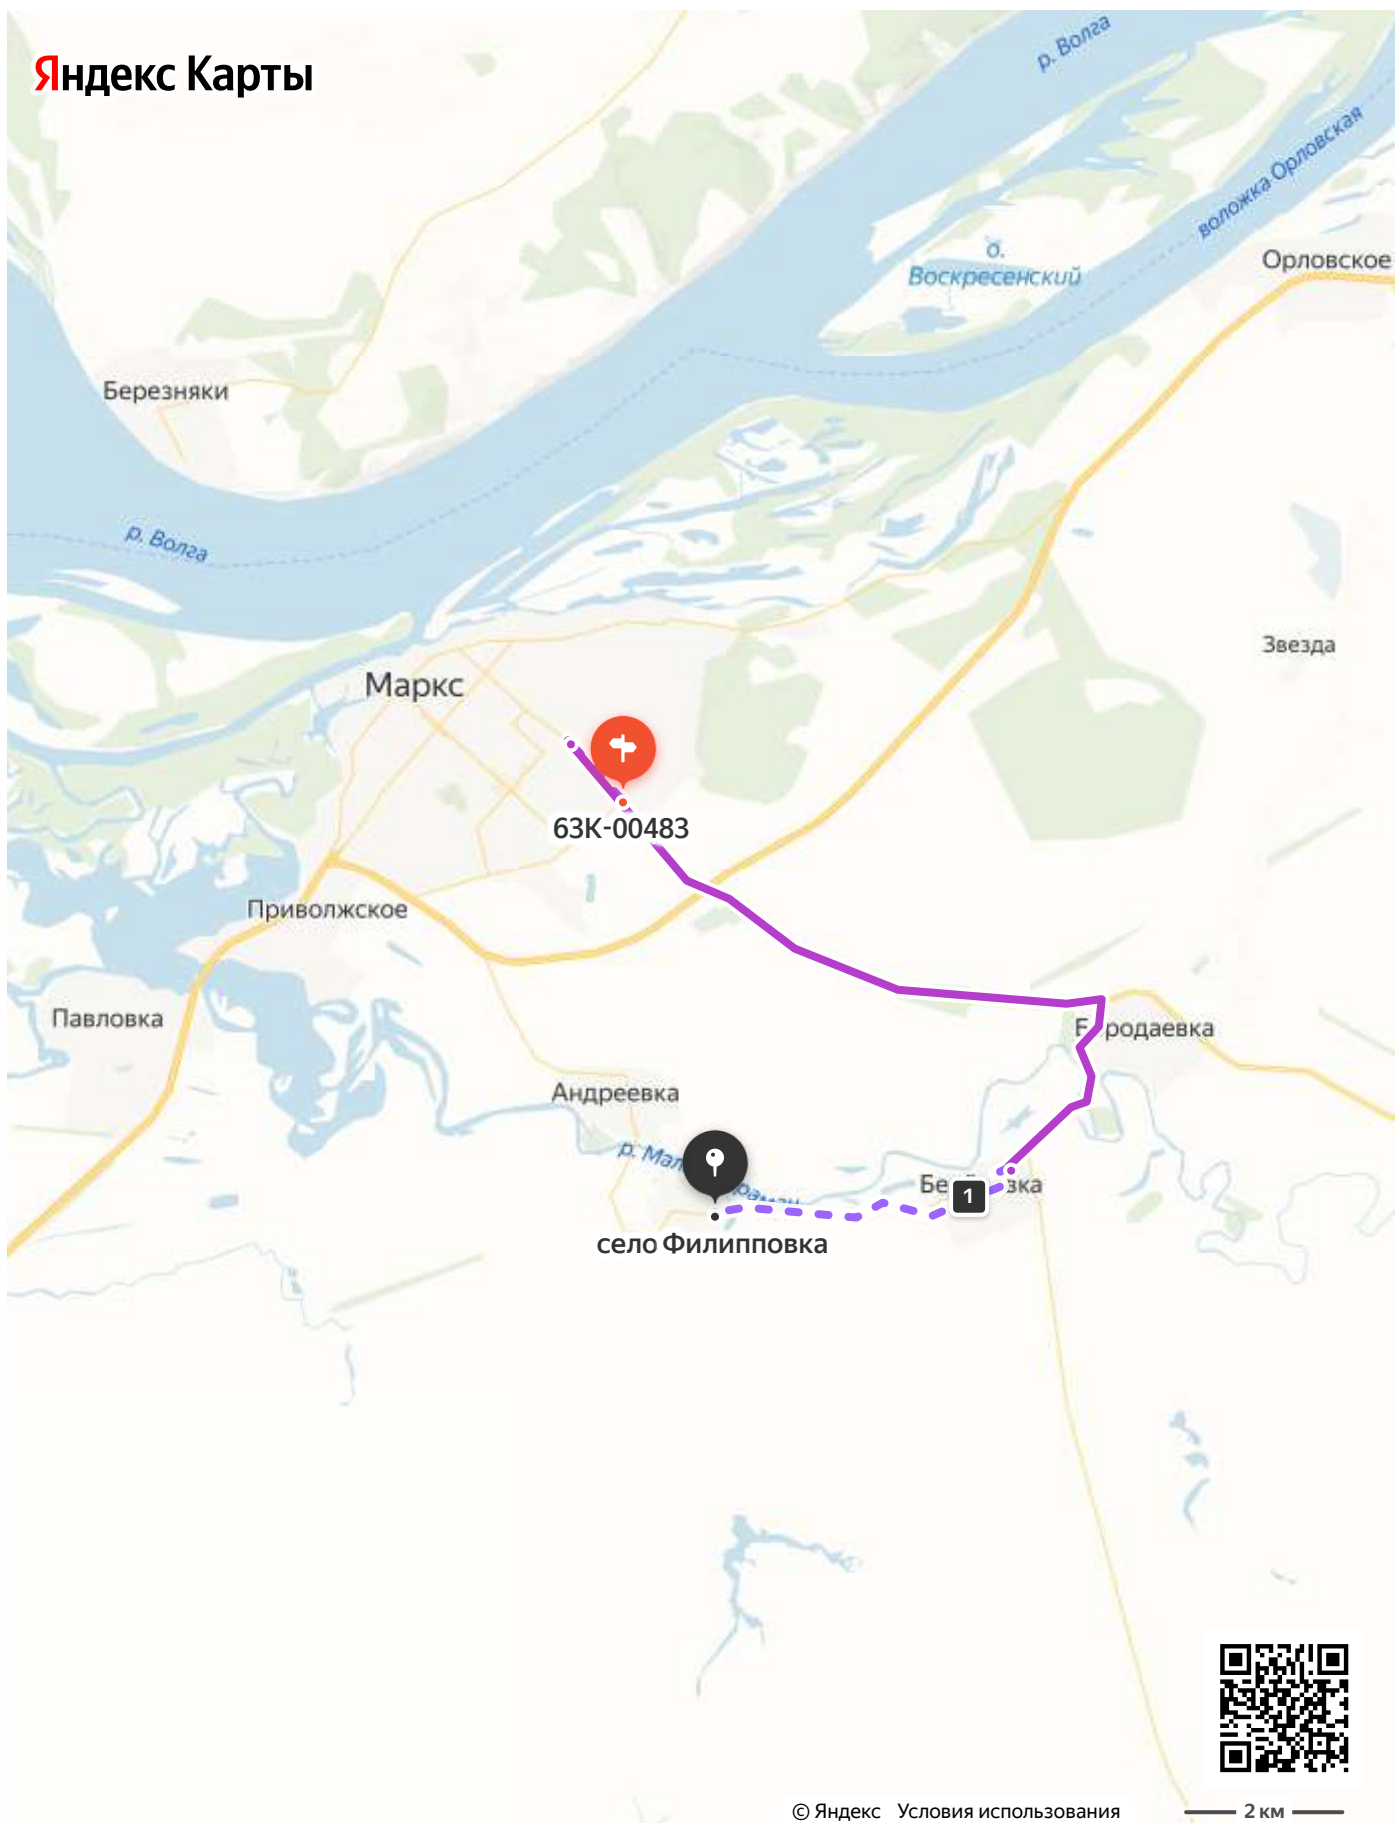 Яндекс Карты
р. Волга
воложка Орловская
о.
Воскресенский
Орловское
Березняки
р. Волга
Звезда
Маркс
63К-00483
Приволжское
Павловка
Андреевка
р.
село Филипповка
1
© Яндекс Условия использования
2 км